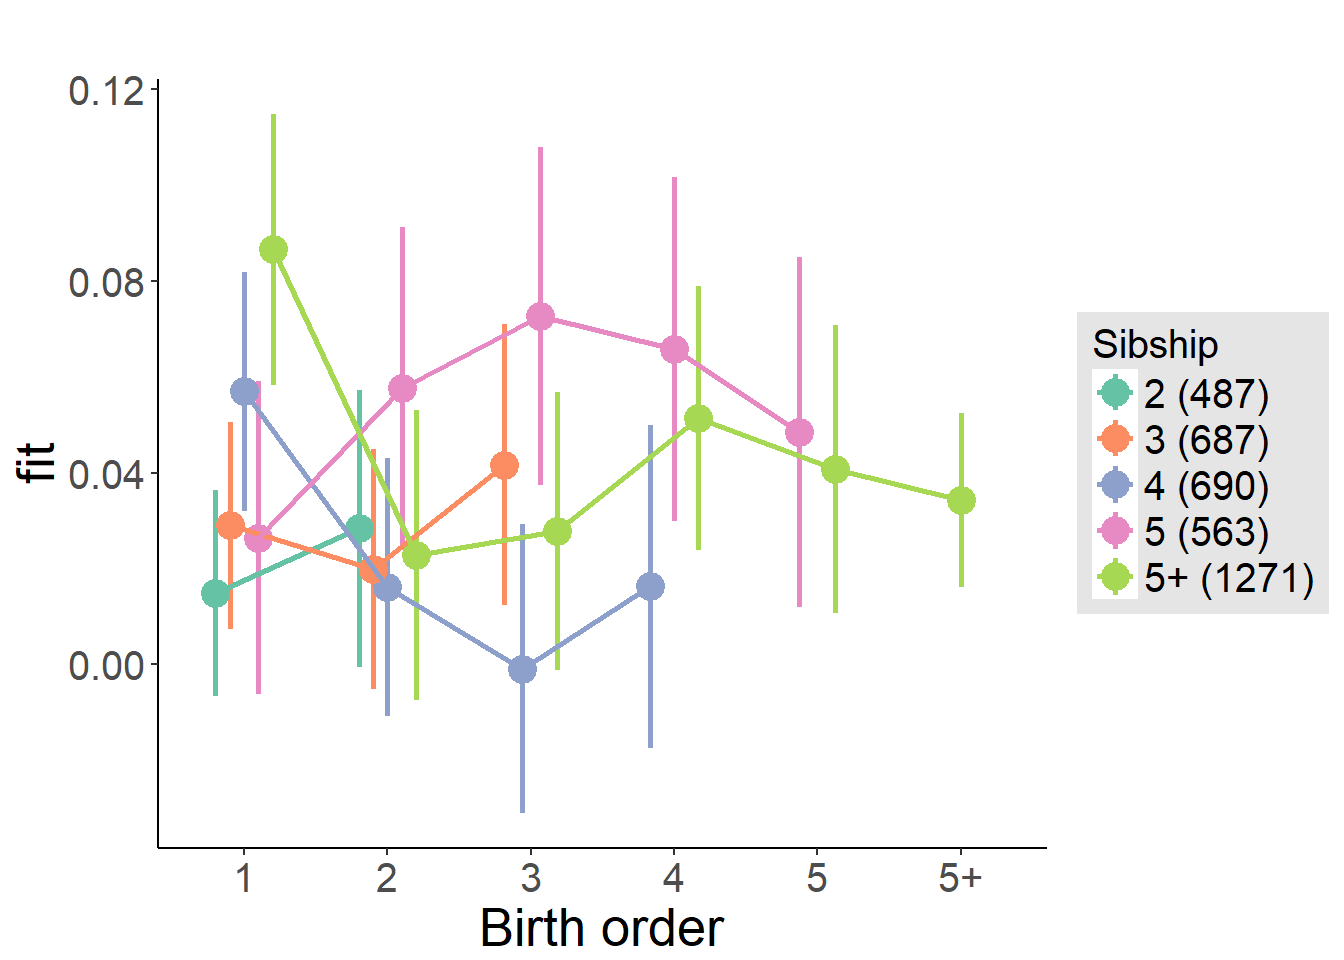 0.12
0.08
0.04
0.00
fit
1 2 3 4 5 5+
Birth order
Sibship
2 (487)
3 (687)
4 (690)
5 (563)
5+ (1271)